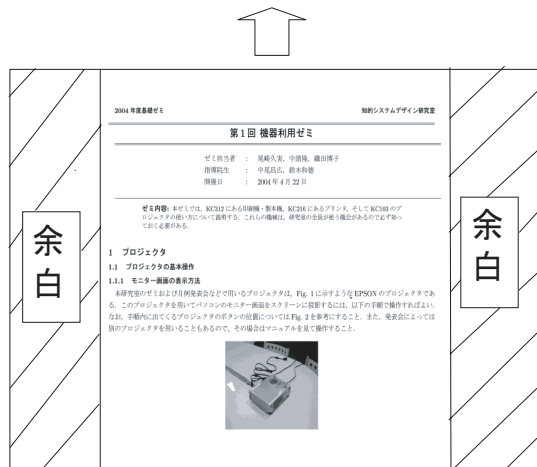 2004 年度基礎ゼミ 知的システムデザイン研究室
第1回 機器利用ゼミ
ゼミ担当者 : 尾崎久実，中瀬隆，織田博子
指導院生 : 中尾昌広，鈴木和徳
開催日 : 2004 年 4 月 22 日
ゼミ内容: 本ゼミでは，KC312 にある印刷機・製本機，KC216 にあるプリンタ，そして KC103 のプ
ロジェクタの使い方について説明する．これらの機械は，研究室の全員が使う機会があるので必ず知っ
ておく必要がある．
余白
余白
1 プロジェクタ
1.1 プロジェクタの基本操作
1.1.1 モニター画面の表示方法
本研究室のゼミおよび月例発表会などで用いるプロジェクタは，Fig. 1 に示すような EPSON のプロジェクタであ
る．このプロジェクタを用いてパソコンのモニター画面をスクリーンに投影するには，以下の手順で操作すればよい．
なお，手順内に出てくるプロジェクタのボタンの位置については Fig. 2 を参考にすること．また，発表会によっては
別のプロジェクタを用いることもあるので，その場合はマニュアルを見て操作すること．